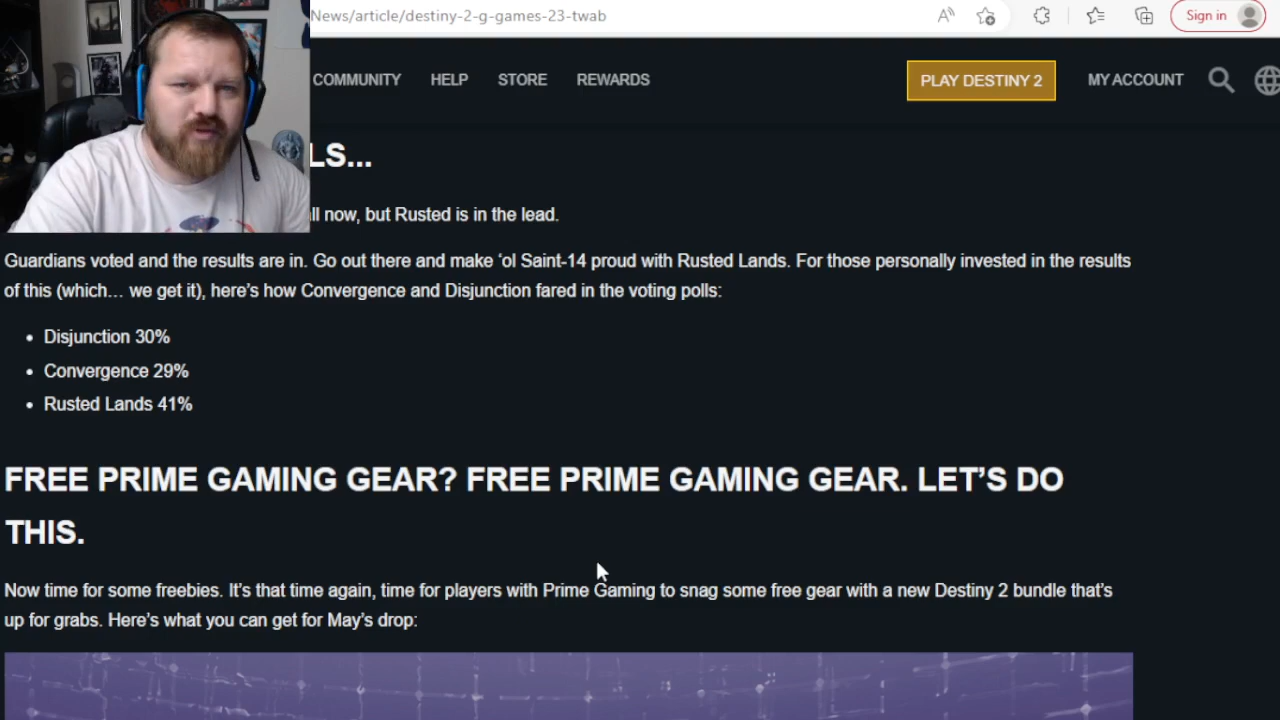 News/article/destiny-2-g-games-23-twab
Sign in
COMMUNITY HELP STORE REWARDS PLAY DESTINY 2 MY ACCOUNT
LS...
ll now, but Rusted is in the lead.
Guardians voted and the results are in. Go out there and make ‘ol Saint-14 proud with Rusted Lands. For those personally invested in the results
of this (which… we get it), here’s how Convergence and Disjunction fared in the voting polls:
• Disjunction 30%
• Convergence 29%
• Rusted Lands 41%
FREE PRIME GAMING GEAR? FREE PRIME GAMING GEAR. LET’S DO
THIS.
Now time for some freebies. It’s that time again, time for players with Prime Gaming to snag some free gear with a new Destiny 2 bundle that’s
up for grabs. Here’s what you can get for May’s drop: